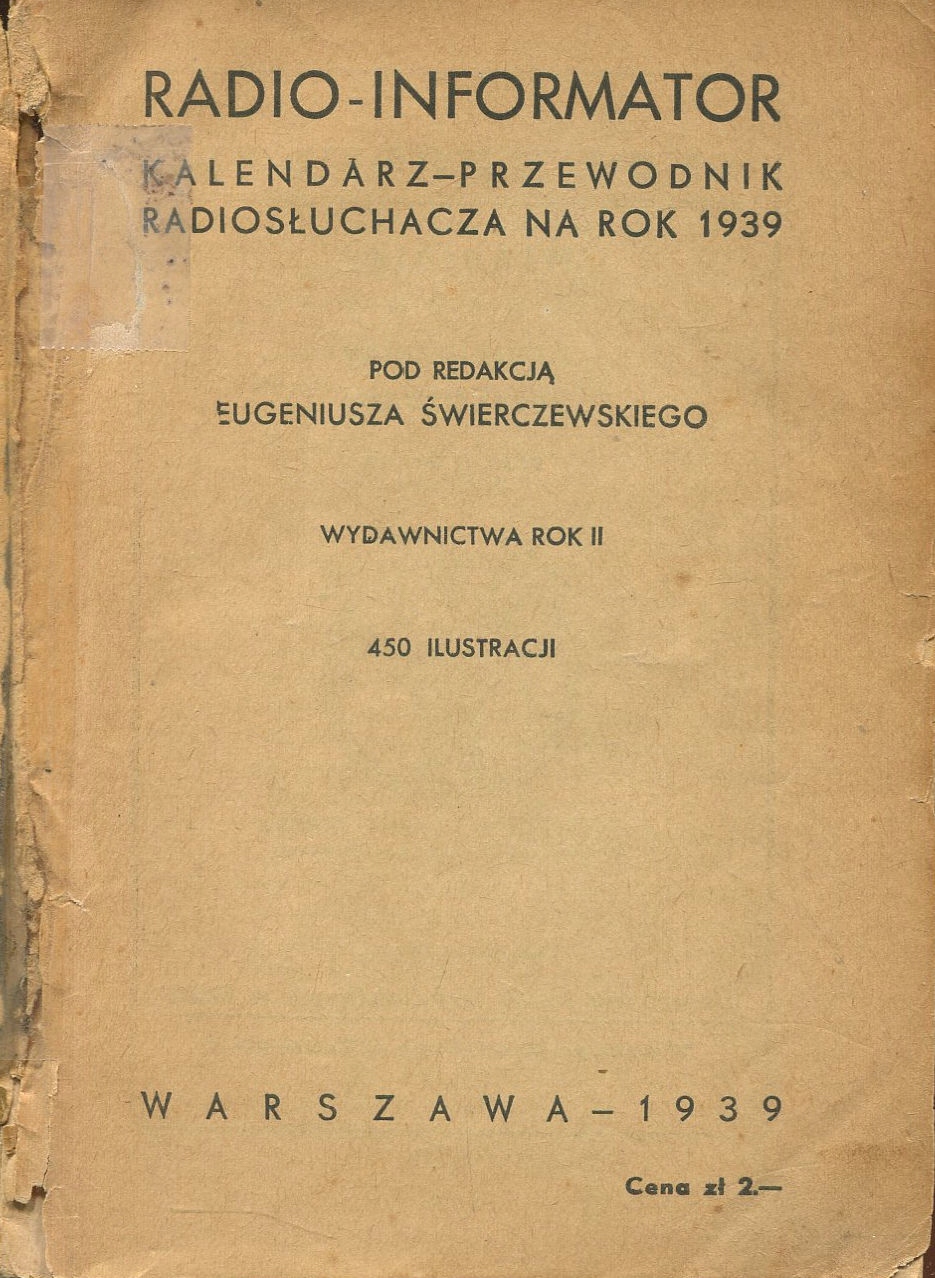 RADIO-INFORMATOR
KALENDARZ–PRZEWODNIK
RADIOSŁUCHACZA NA ROK 1939
POD REDAKCJĄ
EUGENIUSZA ŚWIERCZEWSKIEGO
WYDAWNICTWA ROK II
450 ILUSTRACJI
WARSZAWA–1939
Cena zł 2.—